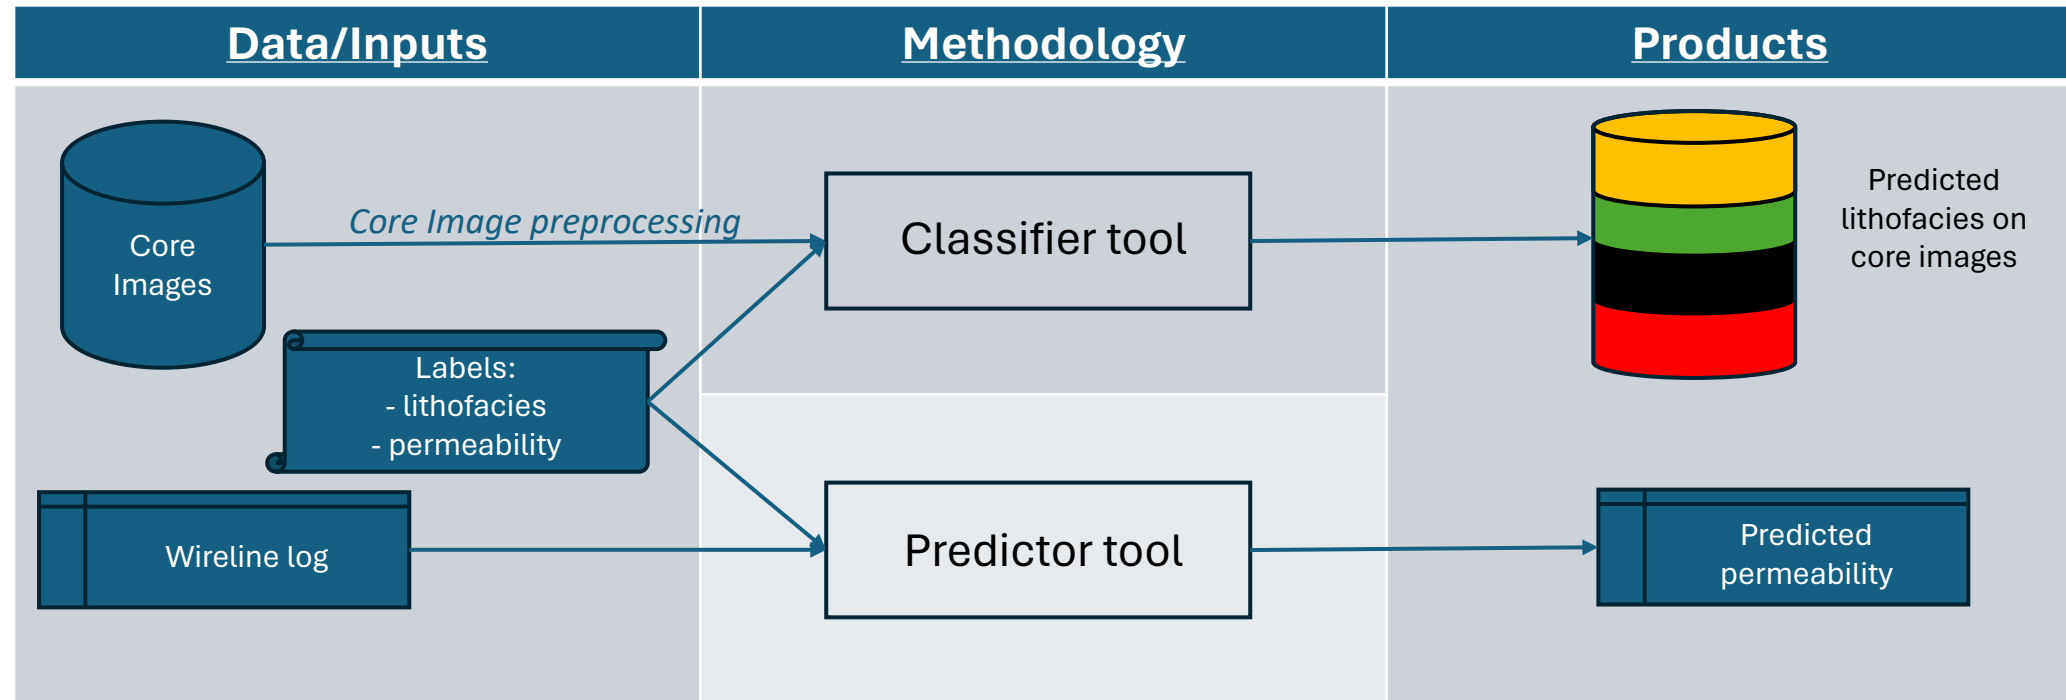 Data/Inputs
Methodology
Products
Core
Images
Core Image preprocessing
Classifier tool
Predicted
lithofacies on
core images
Labels:
- lithofacies
- permeability
Wireline log
Predictor tool
Predicted
permeability